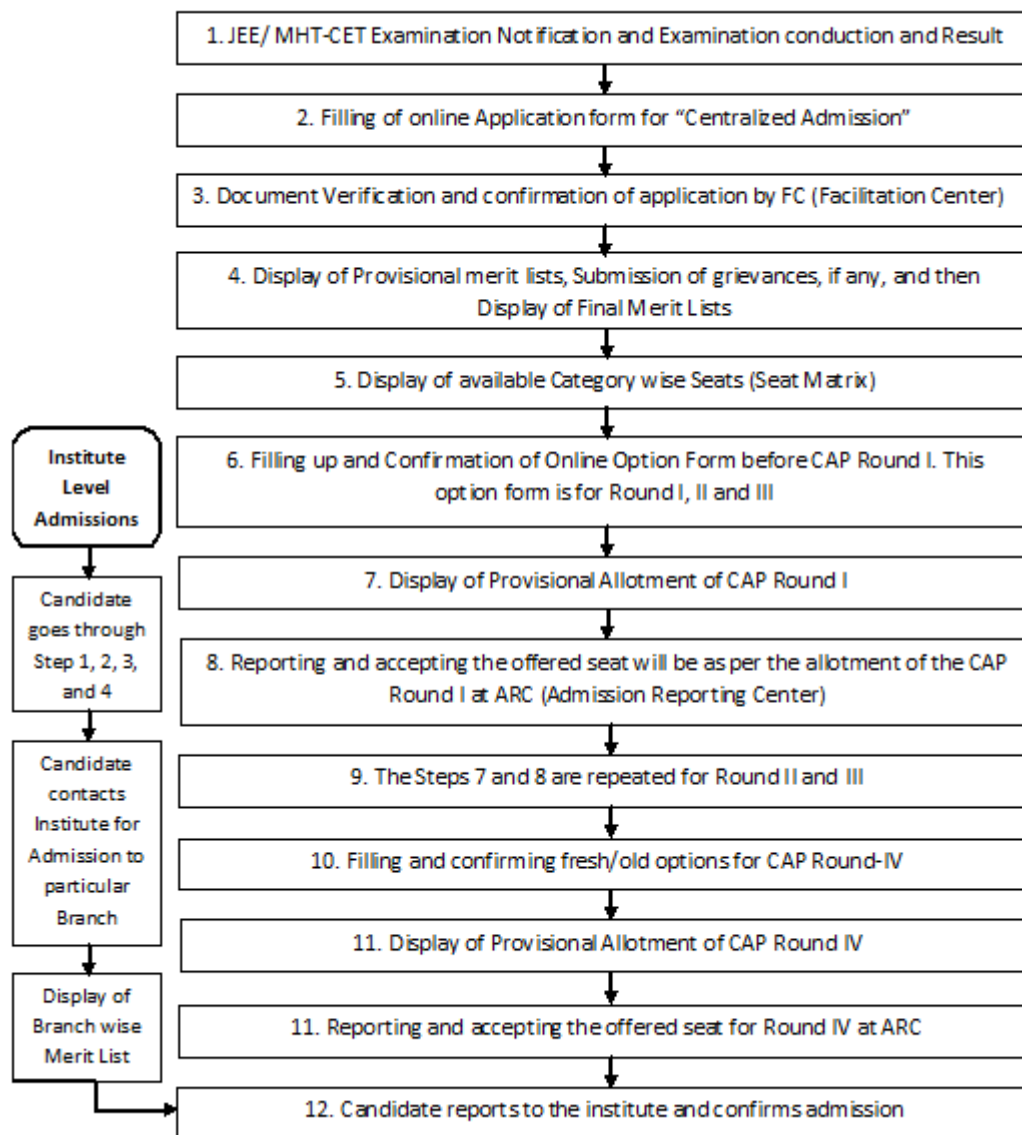 1. JEE/ MHT-CET Examination Notification and Examination conduction and Result
2. Filling of online Application form for “Centralized Admission”
3. Document Verification and confirmation of application by FC (Facilitation Center)
4. Display of Provisional merit lists, Submission of grievances, if any, and then
Display of Final Merit Lists
5. Display of available Category wise Seats (Seat Matrix)
6. Filling up and Confirmation of Online Option Form before CAP Round I. This
option form is for Round I, II and III
7. Display of Provisional Allotment of CAP Round I
8. Reporting and accepting the offered seat will be as per the allotment of the CAP
Round I at ARC (Admission Reporting Center)
9. The Steps 7 and 8 are repeated for Round II and III
10. Filling and confirming fresh/old options for CAP Round-IV
11. Display of Provisional Allotment of CAP Round IV
11. Reporting and accepting the offered seat for Round IV at ARC
12. Candidate reports to the institute and confirms admission
Institute
Level
Admissions
Candidate
goes through
Step 1, 2, 3,
and 4
Candidate
contacts
Institute for
Admission to
particular
Branch
Display of
Branch wise
Merit List